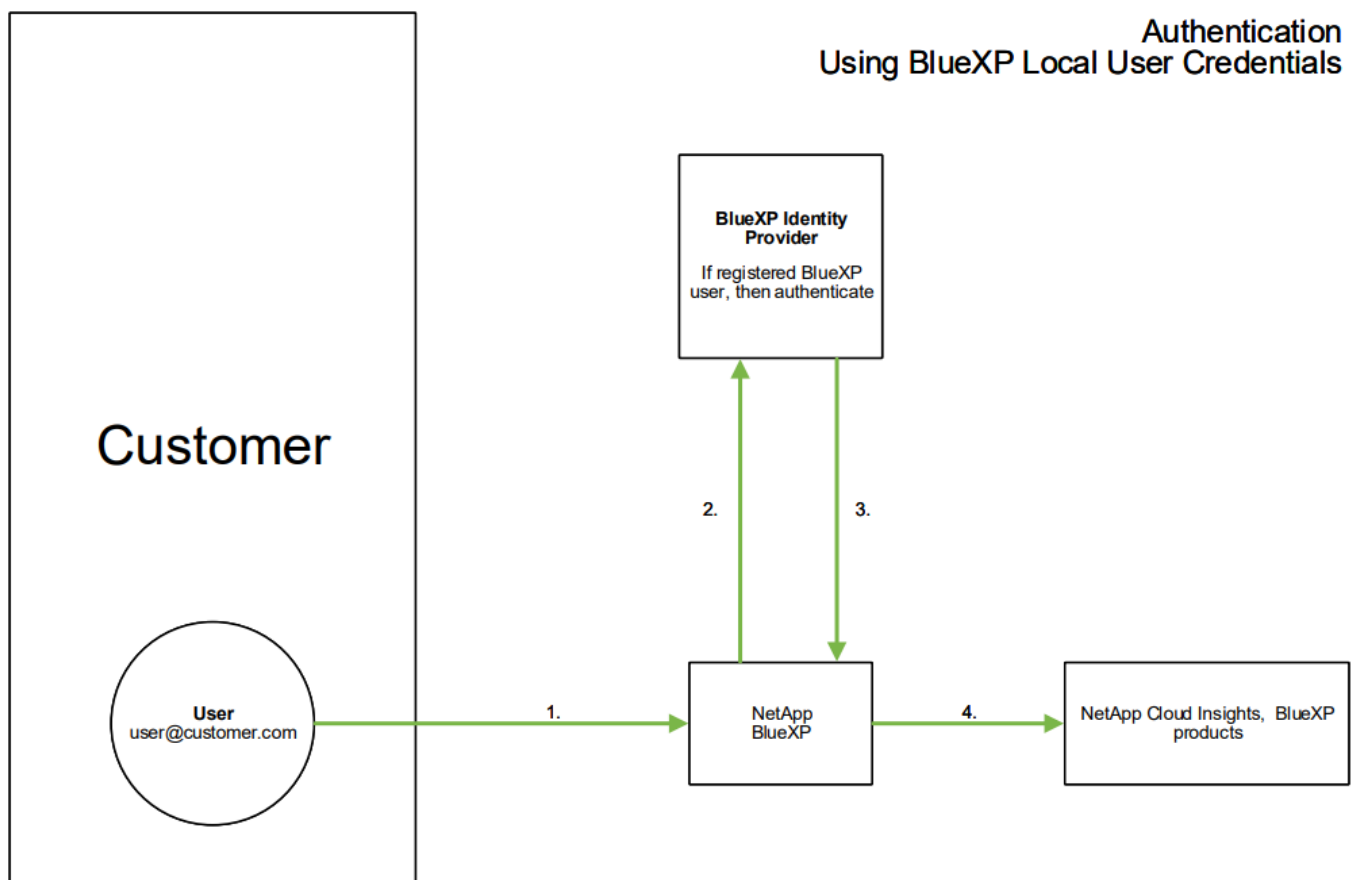 Authentication
Using BlueXP Local User Credentials
BlueXP Identity
Provider
If registered BlueXP
user, then authenticate
Customer
2.
3.
User
user@customer.com
1.
NetApp
BlueXP
4.
NetApp Cloud Insights, BlueXP
products